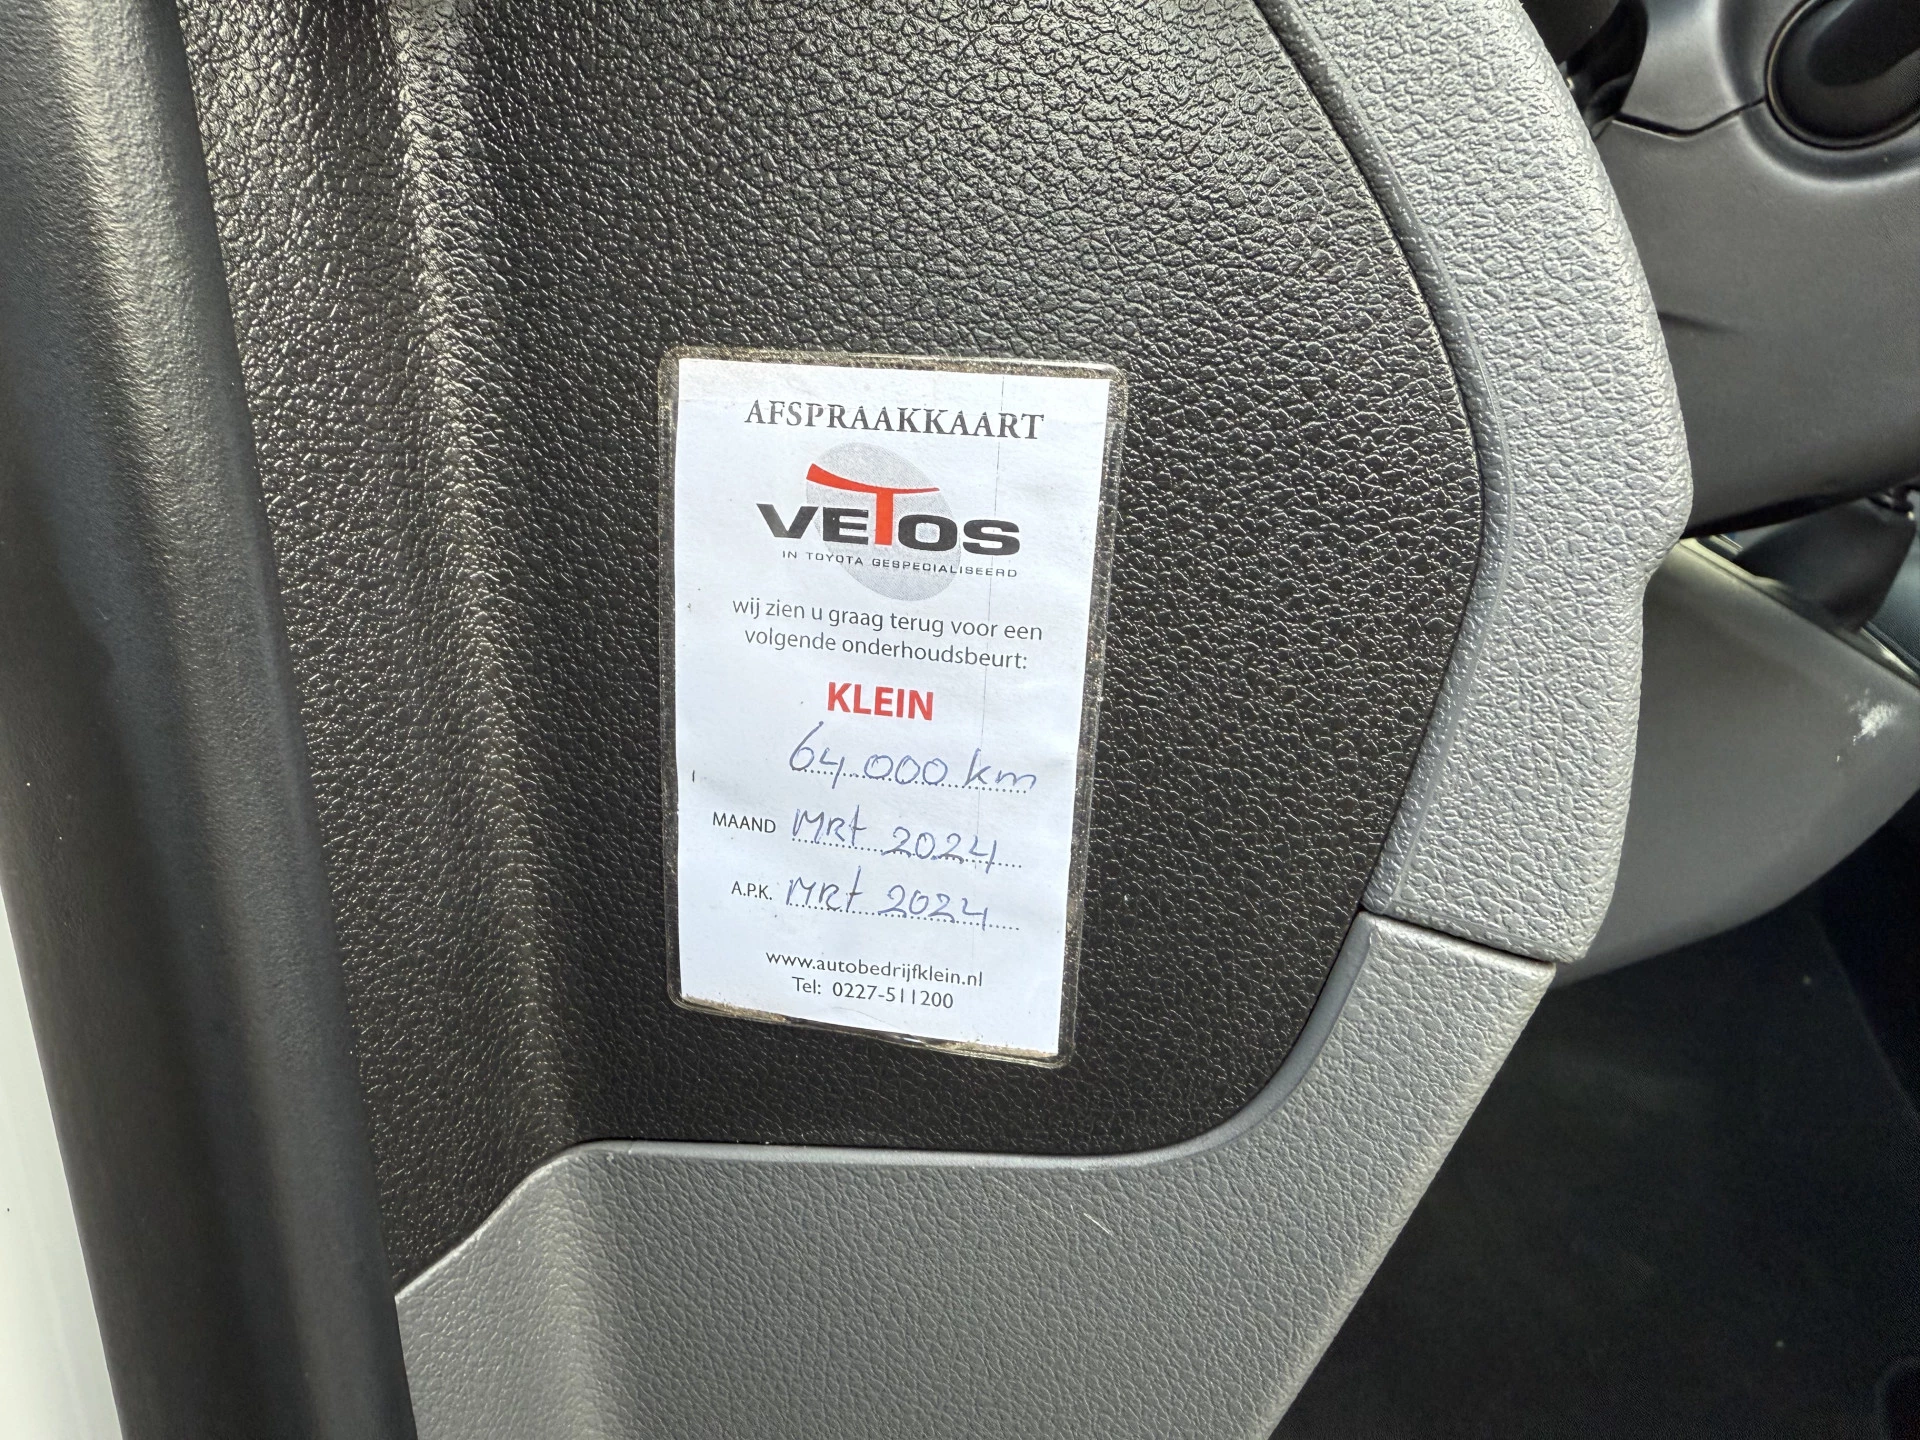 AFSPRAAKKAART
VETOS
IN TOYOTA GESPECIALISEERD
wij zien u graag terug voor een
volgende onderhoudsbeurt:
KLEIN
64.000 km
MAAND MRt 2024
A.P.K. MRt 2024
www.autobedrijfklein.nl
Tel: 0227-511200